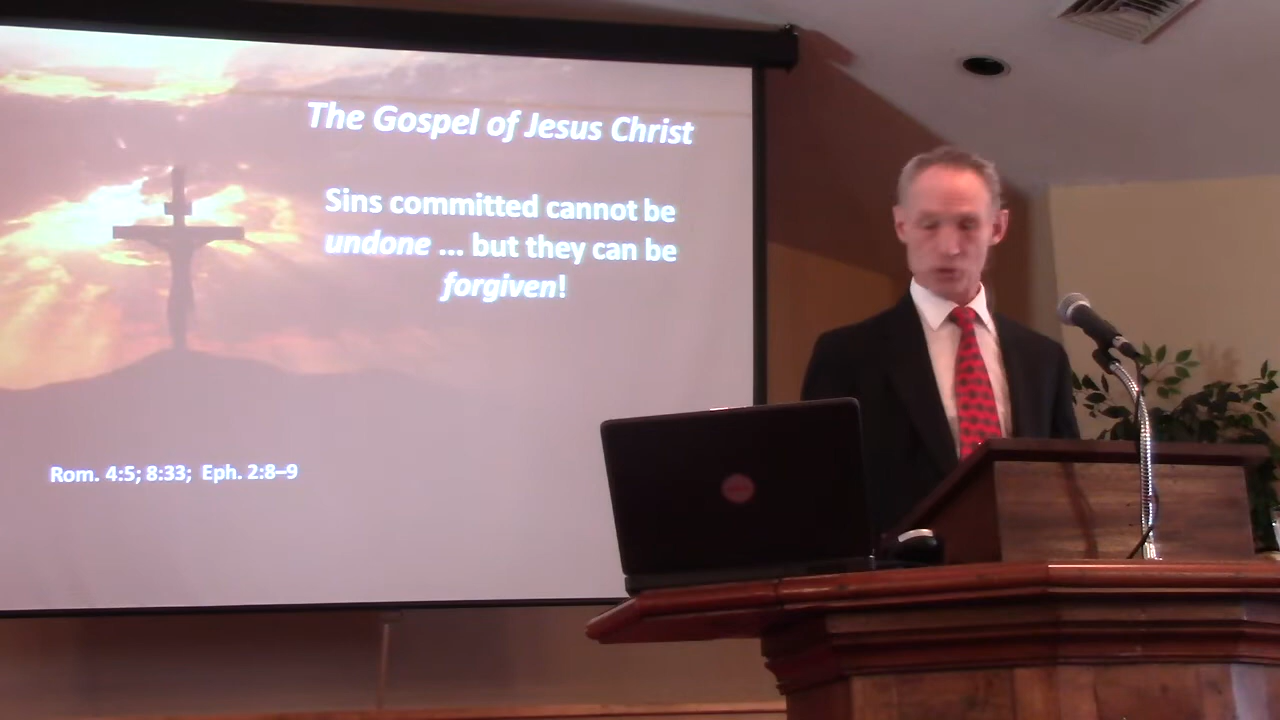 The Gospel of Jesus Christ
Sins committed cannot be
undone ... but they can be
forgiven!
Rom. 4:5; 8:33; Eph. 2:8–9